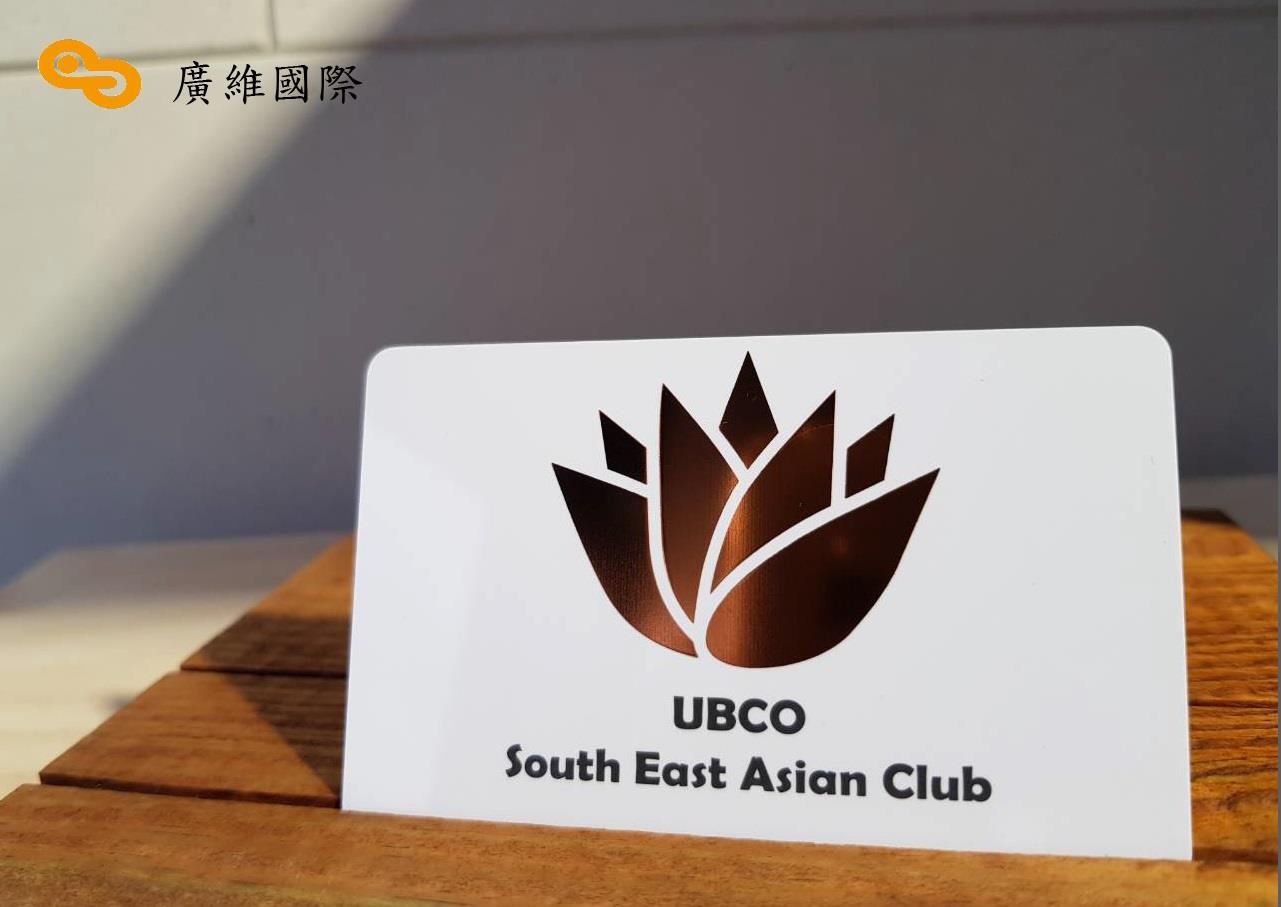 廣維國際
UBCO
South East Asian Club